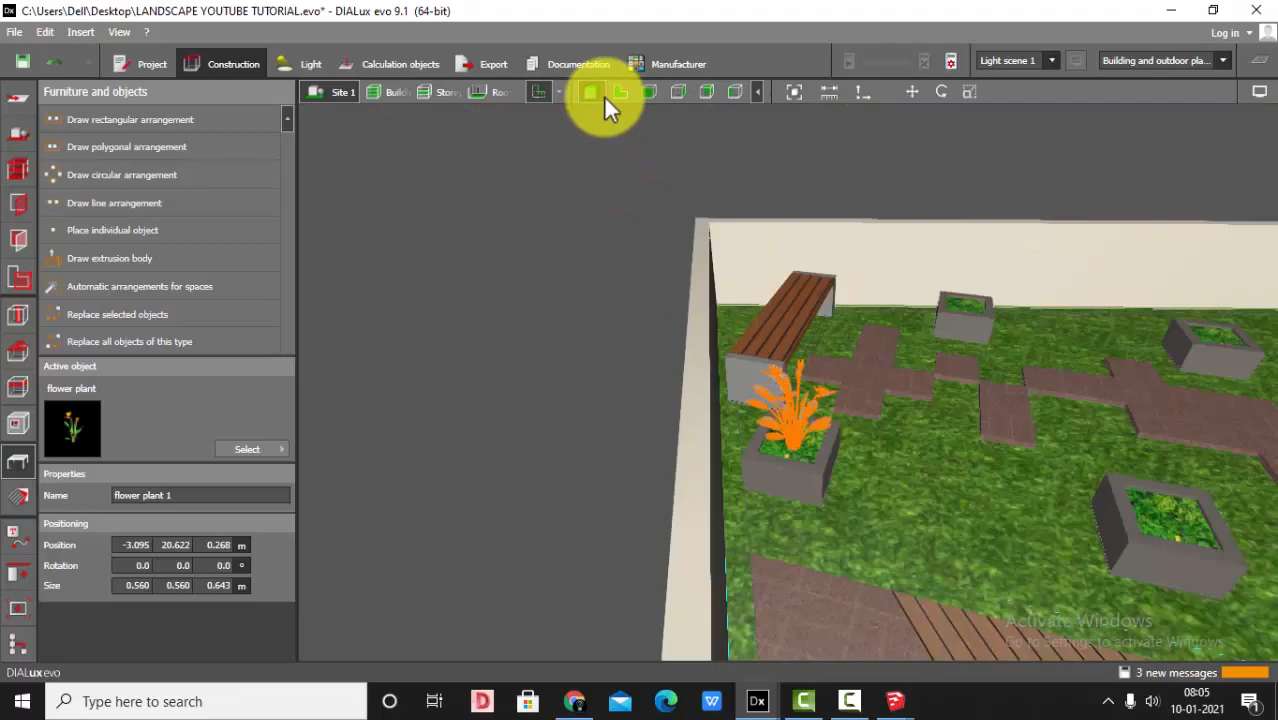 C:\Users\Dell\Desktop\LANDSCAPE YOUTUBE TUTORIAL.evo* - DIALux evo 9.1 (64-bit)
File Edit Insert View ?
Log in
Project Construction Light Calculation objects Export Documentation Manufacturer
Light scene 1
Building and outdoor pla...
Furniture and objects
Site 1
Draw rectangular arrangement
Draw polygonal arrangement
Draw circular arrangement
Draw line arrangement
Place individual object
Draw extrusion body
Automatic arrangements for spaces
Replace selected objects
Replace all objects of this type
Active object
flower plant
Select
Properties
Name flower plant 1
Positioning
Position -3.095 20.622 0.268 m
Rotation 0.0 0.0 0.0 °
Size 0.560 0.560 0.643 m
Activate Windows
Go to Settings to activate Windows.
DIALux evo
3 new messages
Type here to search
08:05
10-01-2021